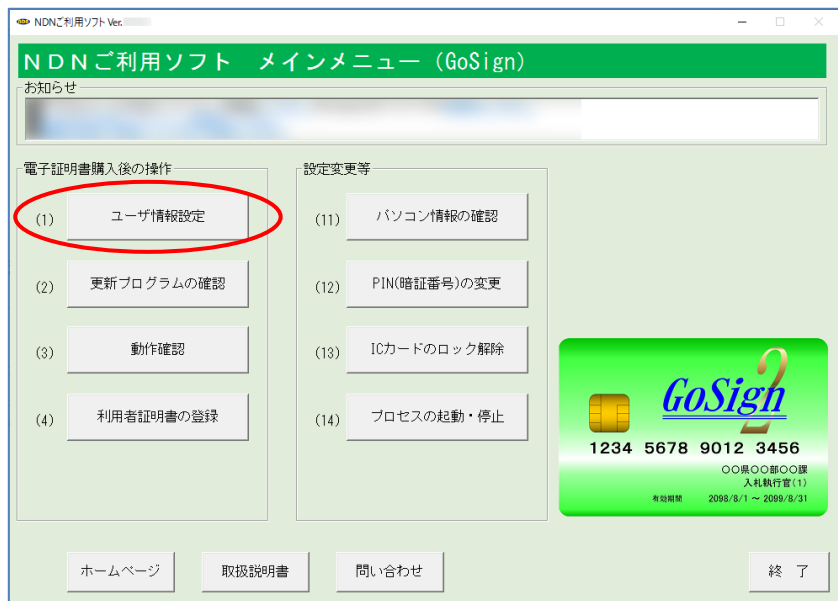 NDNご利用ソフト Ver.
NDNご利用ソフト メインメニュー (GoSign)
お知らせ
電子証明書購入後の操作
(1) ユーザ情報設定
(2) 更新プログラムの確認
(3) 動作確認
(4) 利用者証明書の登録
設定変更等
(11) パソコン情報の確認
(12) PIN(暗証番号)の変更
(13) ICカードのロック解除
(14) プロセスの起動・停止
GoSign2
1234 5678 9012 3456
〇〇県〇〇部〇〇課
入札執行官(1)
有効期間 2098/8/1 ～ 2099/8/31
ホームページ 取扱説明書 問い合わせ 終 了